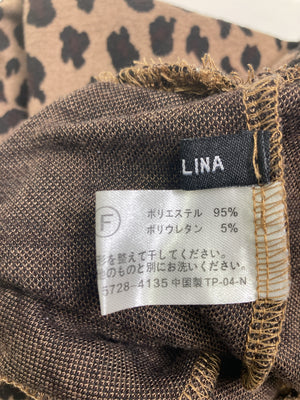 LINA
F
ポリエステル 95%
ポリウレタン 5%
形を整えて干してください。
他のものと別にお洗いください。
5728-4135 中国製 TP-04-N